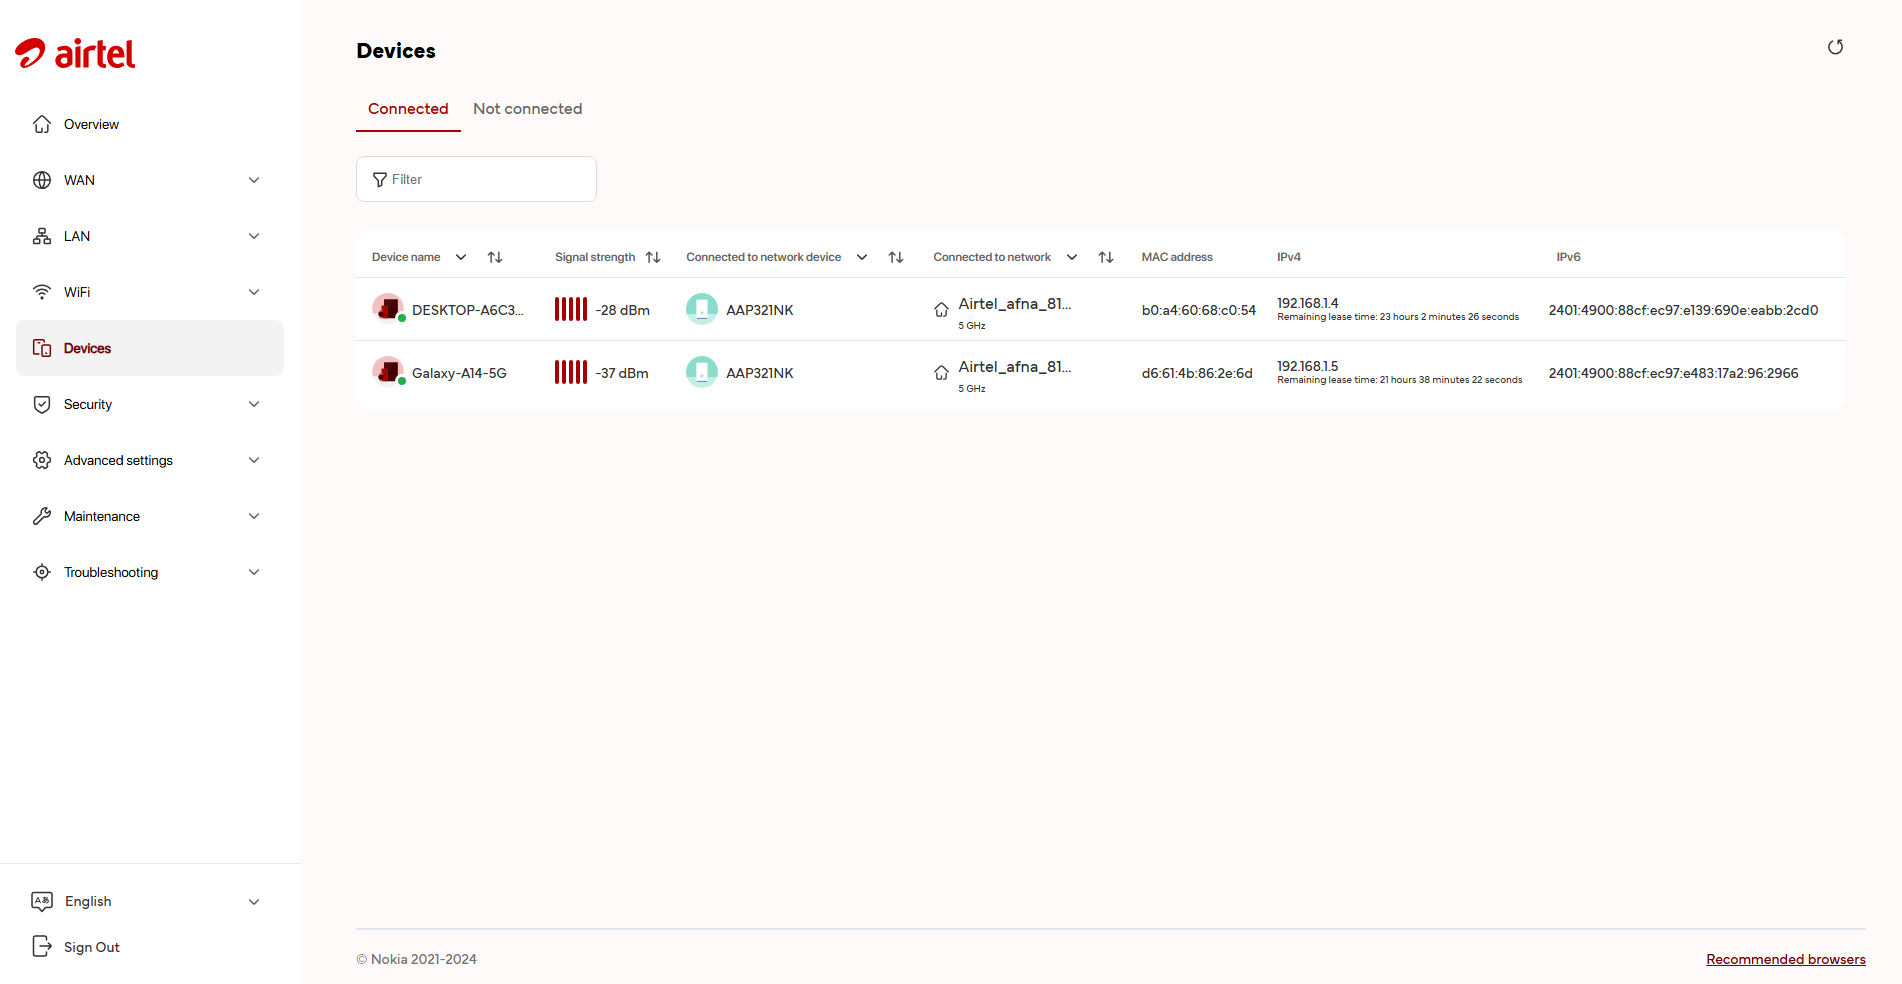 airtel
Overview
WAN
LAN
WiFi
Devices
Security
Advanced settings
Maintenance
Troubleshooting
English
Sign Out
Devices
Connected Not connected
Filter
Device name Signal strength Connected to network device Connected to network MAC address IPv4 IPv6
DESKTOP-A6C3... -28 dBm AAP321NK Airtel_afna_81... 5 GHz b0:a4:60:68:c0:54 192.168.1.4 2401:4900:88cf:ec97:e139:690e:eabb:2cd0
Remaining lease time: 23 hours 2 minutes 26 seconds
Galaxy-A14-5G -37 dBm AAP321NK Airtel_afna_81... 5 GHz d6:61:4b:86:2e:6d 192.168.1.5 2401:4900:88cf:ec97:e483:17a2:96:2966
Remaining lease time: 21 hours 38 minutes 22 seconds
© Nokia 2021-2024
Recommended browsers